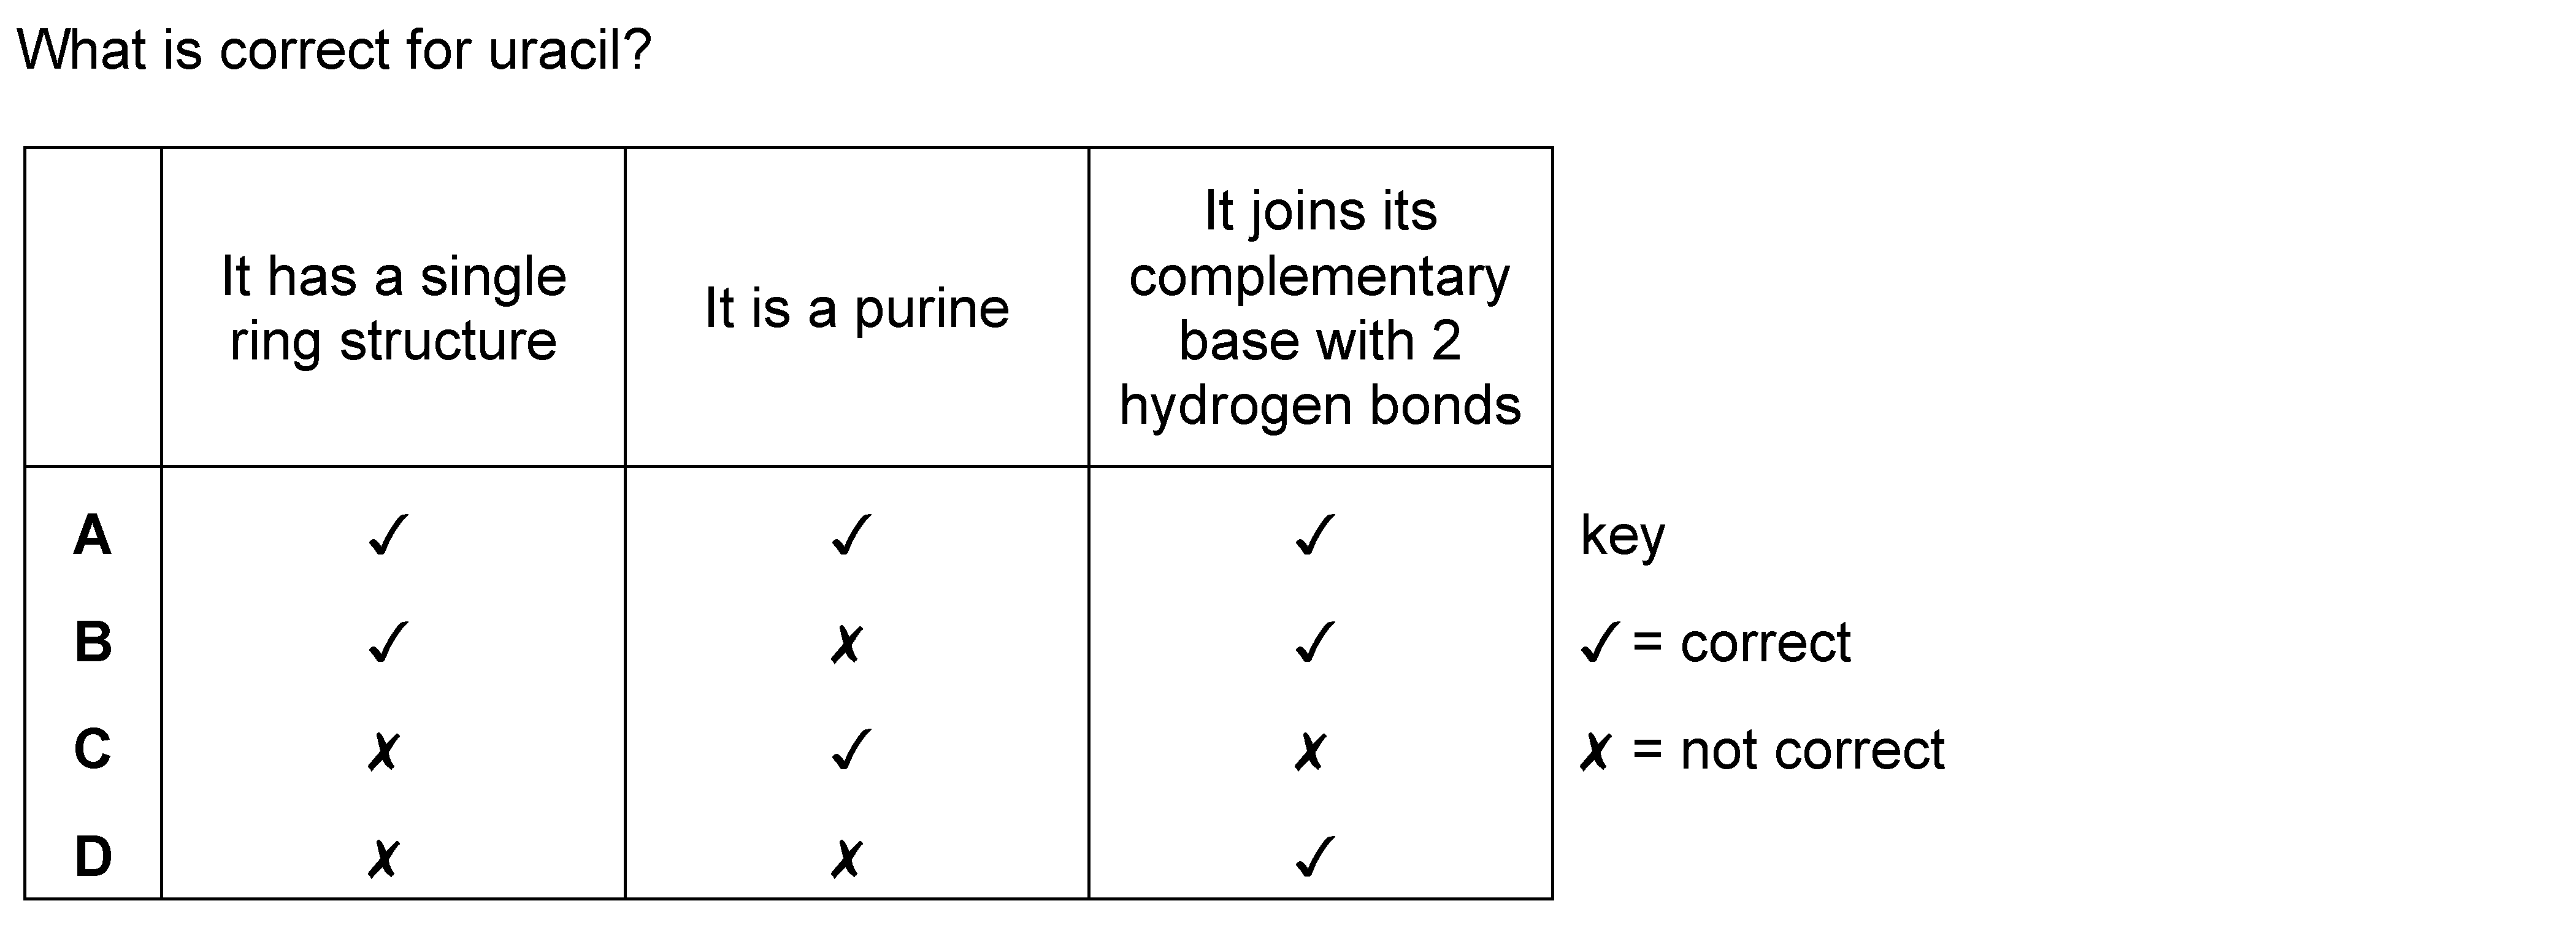 What is correct for uracil?
It has a single
ring structure
It is a purine
It joins its
complementary
base with 2
hydrogen bonds
A ✓ ✓ ✓ key
B ✓ ✗ ✓ ✓ = correct
C ✗ ✓ ✗ ✗ = not correct
D ✗ ✗ ✓